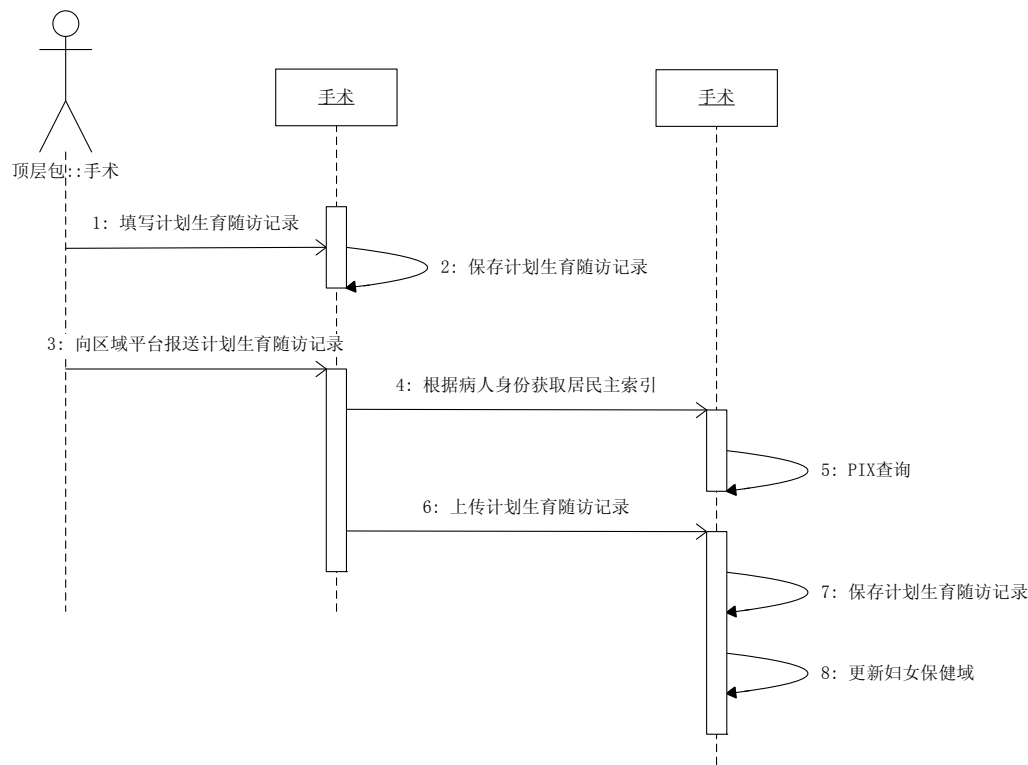 手术
手术
顶层包::手术
1: 填写计划生育随访记录
2: 保存计划生育随访记录
3: 向区域平台报送计划生育随访记录
4: 根据病人身份获取居民主索引
5: PIX查询
6: 上传计划生育随访记录
7: 保存计划生育随访记录
8: 更新妇女保健域